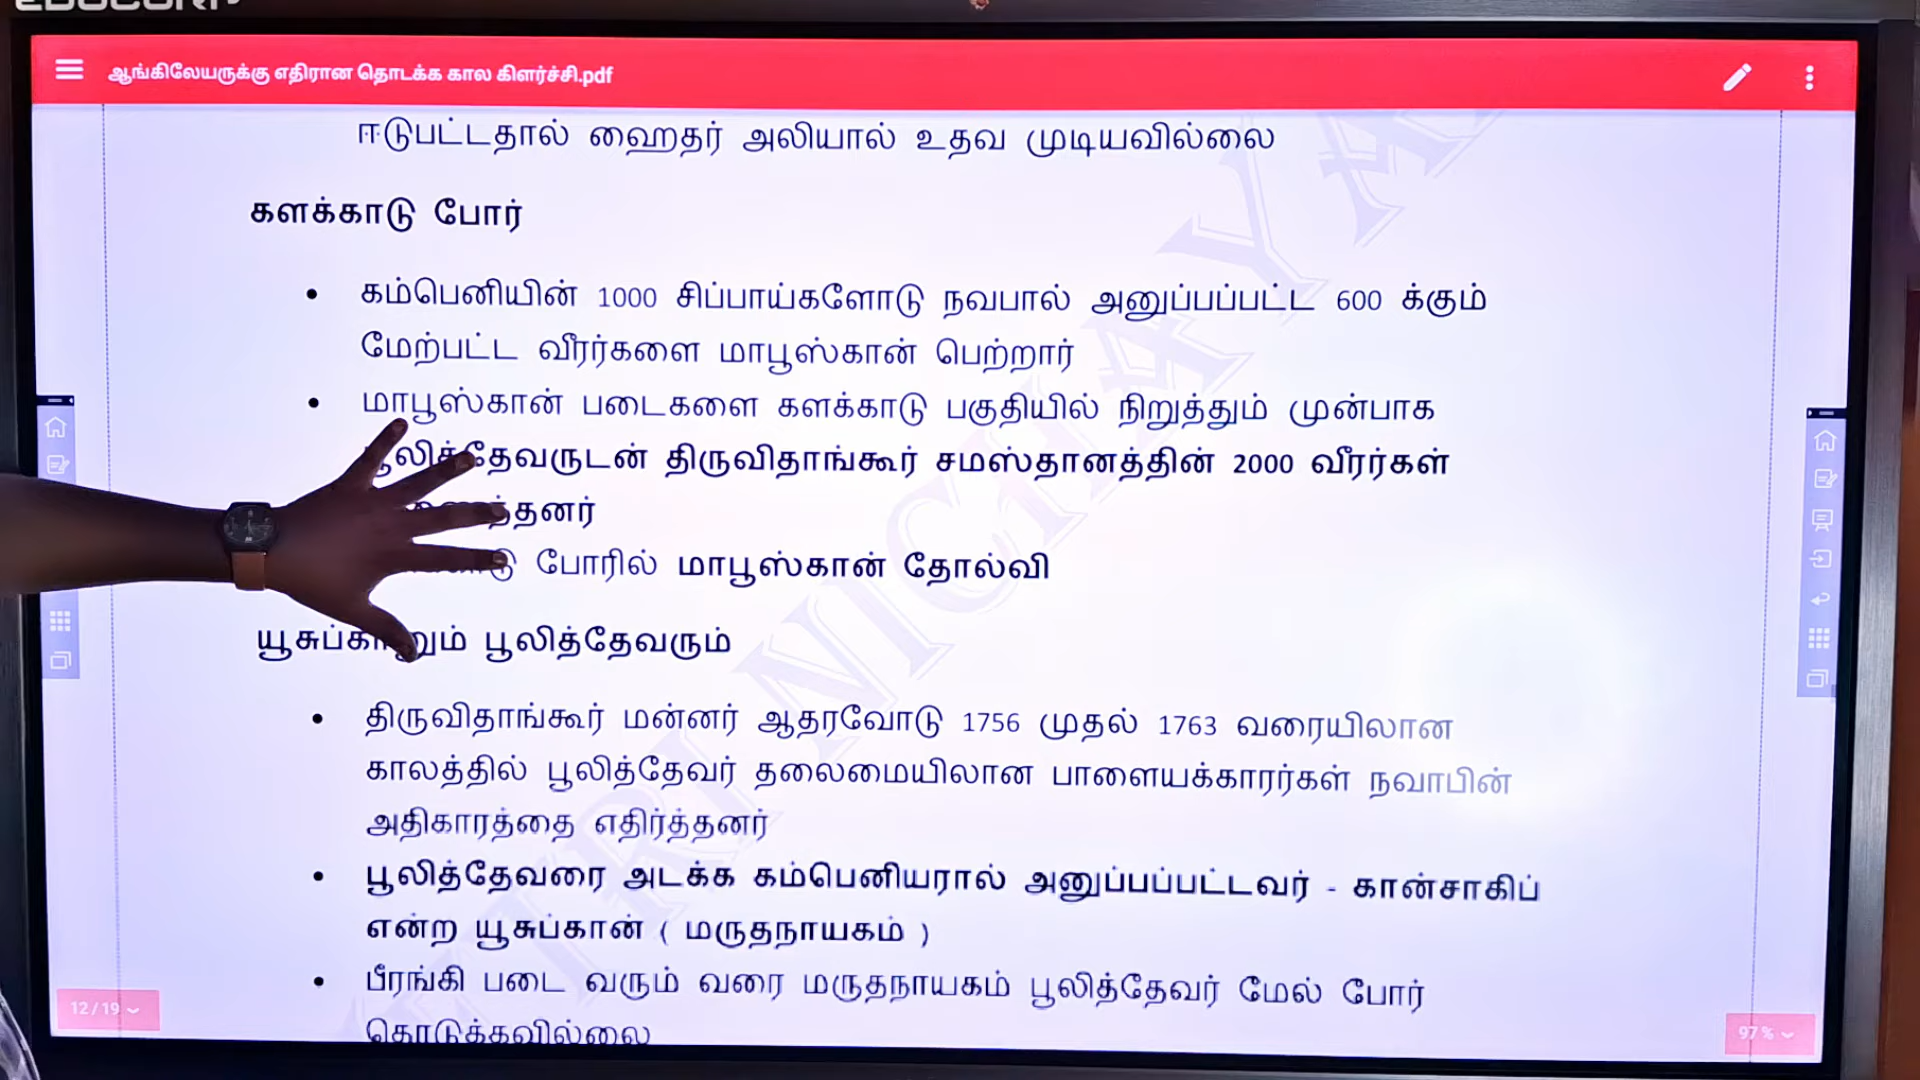 ஆங்கிலேயருக்கு எதிரான தொடக்க கால கிளர்ச்சி.pdf
ஈடுபட்டதால் ஹைதர் அலியால் உதவ முடியவில்லை
களக்காடு போர்
• கம்பெனியின் 1000 சிப்பாய்களோடு நவபால் அனுப்பப்பட்ட 600 க்கும்
மேற்பட்ட வீரர்களை மாபூஸ்கான் பெற்றார்
• மாபூஸ்கான் படைகளை களக்காடு பகுதியில் நிறுத்தும் முன்பாக
பூலித்தேவருடன் திருவிதாங்கூர் சமஸ்தானத்தின் 2000 வீரர்கள்
போரில் மாபூஸ்கான் தோல்வி
யூசுப்கானும் பூலித்தேவரும்
• திருவிதாங்கூர் மன்னர் ஆதரவோடு 1756 முதல் 1763 வரையிலான
காலத்தில் பூலித்தேவர் தலைமையிலான பாளையக்காரர்கள் நவாபின்
அதிகாரத்தை எதிர்த்தனர்
• பூலித்தேவரை அடக்க கம்பெனியரால் அனுப்பப்பட்டவர் - கான்சாகிப்
என்ற யூசுப்கான் ( மருதநாயகம் )
• பீரங்கி படை வரும் வரை மருதநாயகம் பூலித்தேவர் மேல் போர்
தொடுக்கவில்லை
12 / 19
97 %